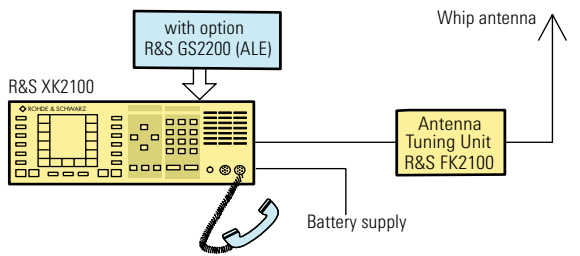 with option
R&S GS2200 (ALE)
Whip antenna
R&S XK2100
ROHDE & SCHWARZ
Antenna
Tuning Unit
R&S FK2100
Battery supply